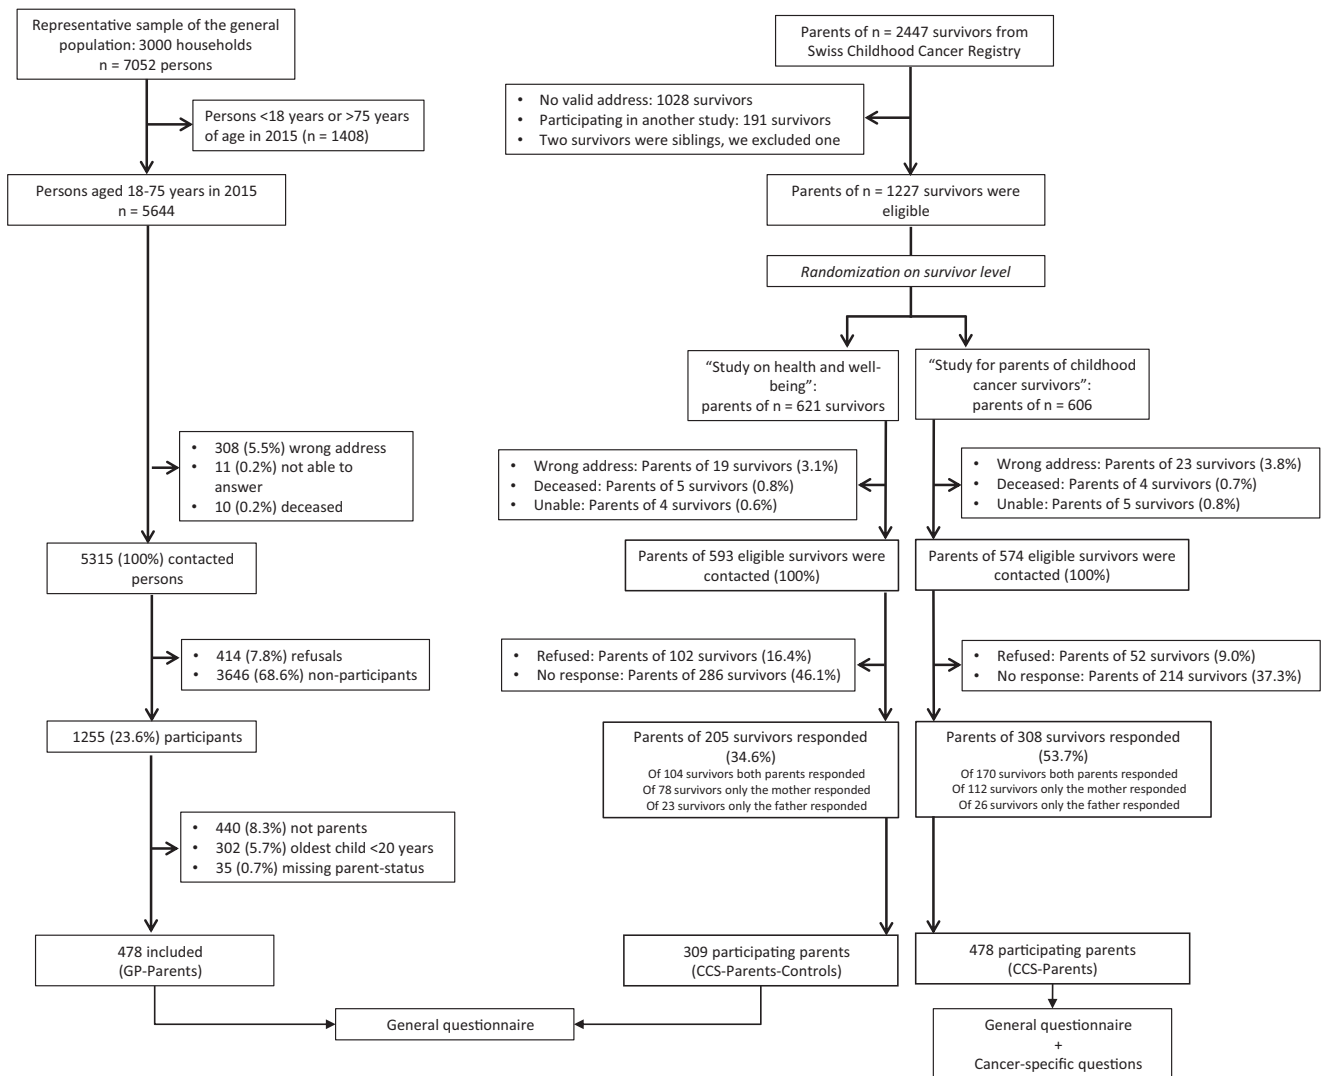 Representative sample of the general
population: 3000 households
n = 7052 persons
Persons <18 years or >75 years
of age in 2015 (n = 1408)
Persons aged 18-75 years in 2015
n = 5644
• 308 (5.5%) wrong address
• 11 (0.2%) not able to
answer
• 10 (0.2%) deceased
5315 (100%) contacted
persons
• 414 (7.8%) refusals
• 3646 (68.6%) non-participants
1255 (23.6%) participants
• 440 (8.3%) not parents
• 302 (5.7%) oldest child <20 years
• 35 (0.7%) missing parent-status
478 included
(GP-Parents)
Parents of n = 2447 survivors from
Swiss Childhood Cancer Registry
• No valid address: 1028 survivors
• Participating in another study: 191 survivors
• Two survivors were siblings, we excluded one
Parents of n = 1227 survivors were
eligible
Randomization on survivor level
“Study on health and well-
being”:
parents of n = 621 survivors
• Wrong address: Parents of 19 survivors (3.1%)
• Deceased: Parents of 5 survivors (0.8%)
• Unable: Parents of 4 survivors (0.6%)
Parents of 593 eligible survivors were
contacted (100%)
• Refused: Parents of 102 survivors (16.4%)
• No response: Parents of 286 survivors (46.1%)
Parents of 205 survivors responded
(34.6%)
Of 104 survivors both parents responded
Of 78 survivors only the mother responded
Of 23 survivors only the father responded
309 participating parents
(CCS-Parents-Controls)
General questionnaire
“Study for parents of childhood
cancer survivors”:
parents of n = 606
• Wrong address: Parents of 23 survivors (3.8%)
• Deceased: Parents of 4 survivors (0.7%)
• Unable: Parents of 5 survivors (0.8%)
Parents of 574 eligible survivors were
contacted (100%)
• Refused: Parents of 52 survivors (9.0%)
• No response: Parents of 214 survivors (37.3%)
Parents of 308 survivors responded
(53.7%)
Of 170 survivors both parents responded
Of 112 survivors only the mother responded
Of 26 survivors only the father responded
478 participating parents
(CCS-Parents)
General questionnaire
+
Cancer-specific questions